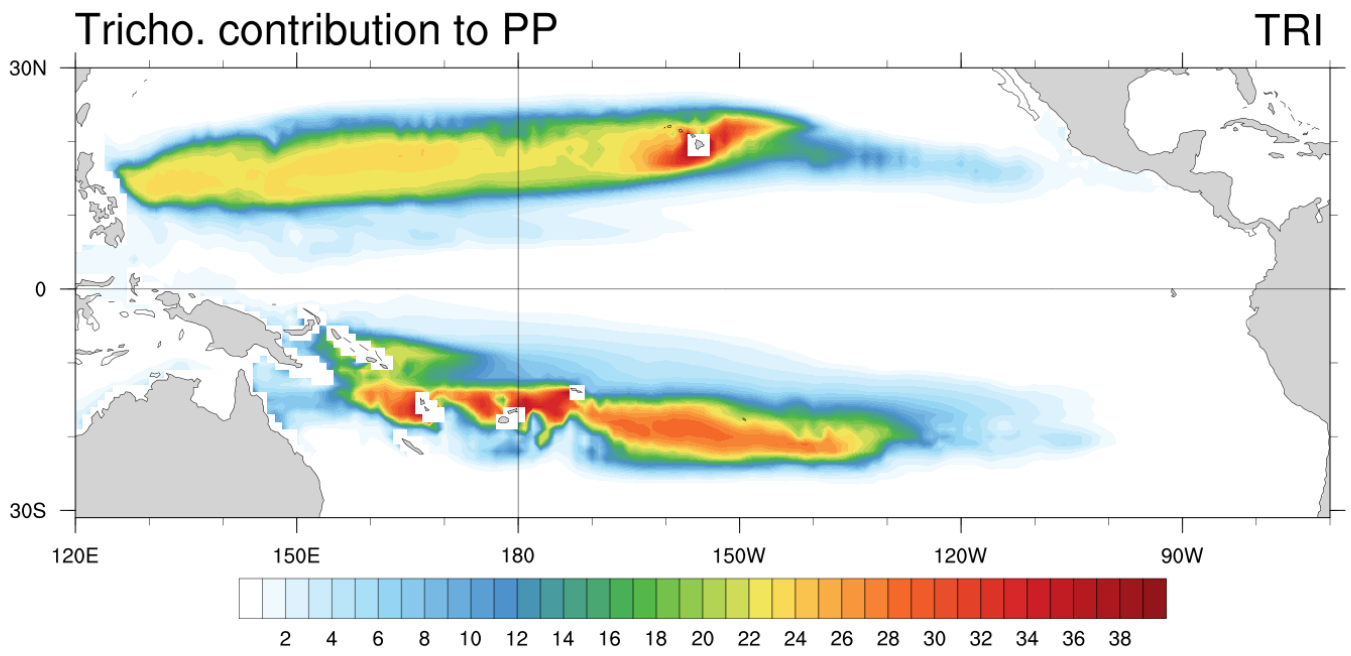 Tricho. contribution to PP TRI
30N
0
30S
120E 150E 180 150W 120W 90W
2 4 6 8 10 12 14 16 18 20 22 24 26 28 30 32 34 36 38